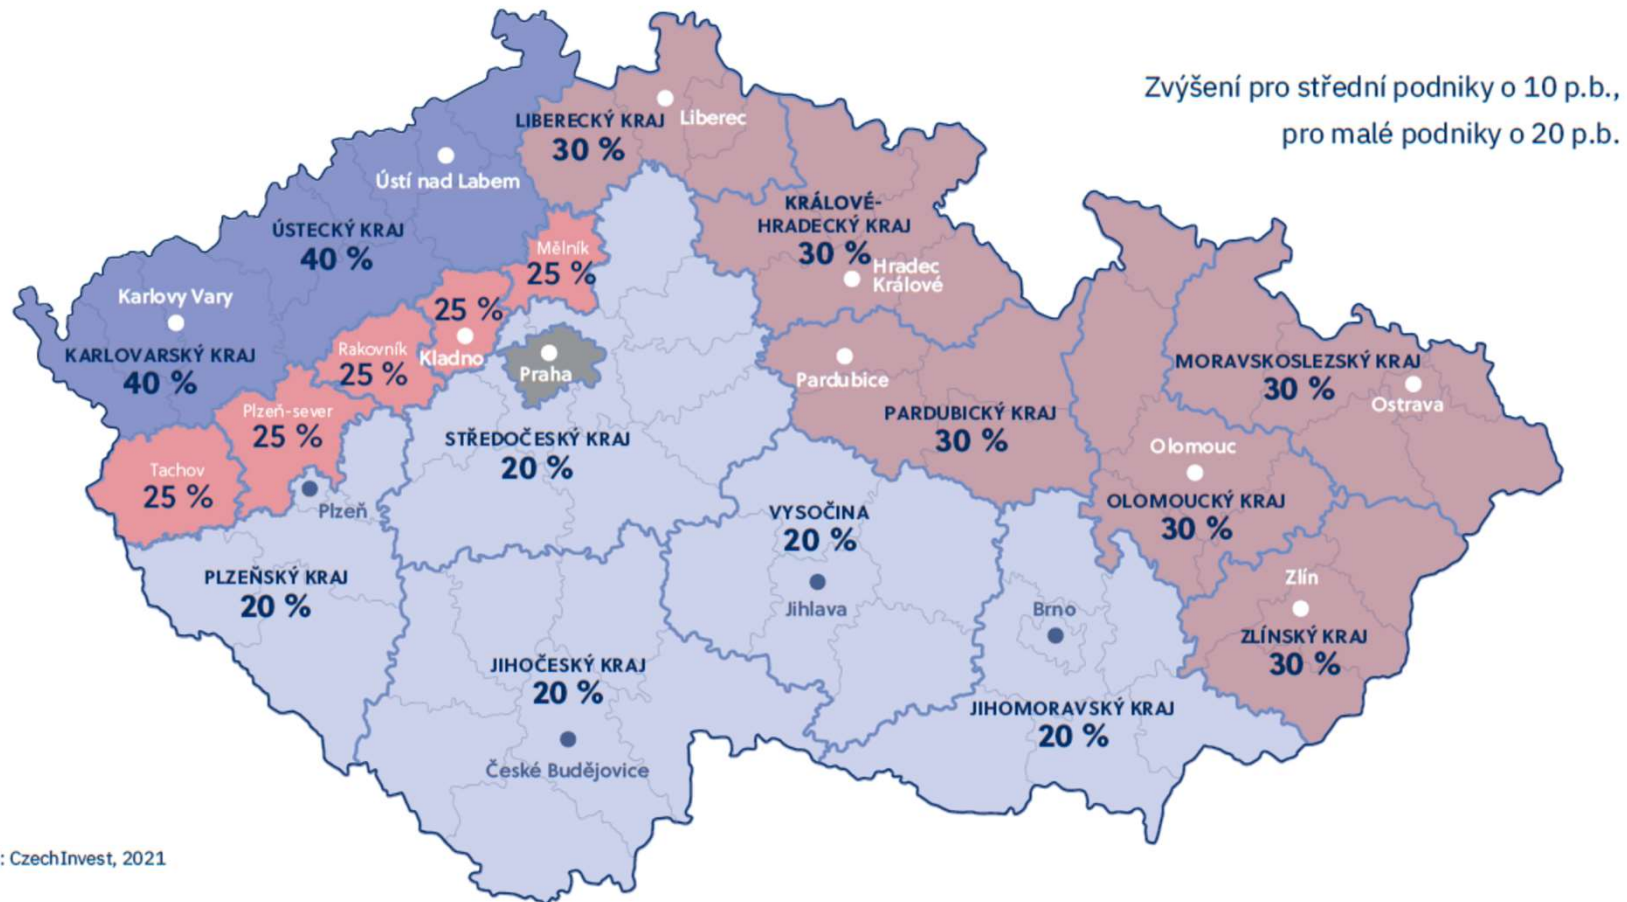 Zvýšení pro střední podniky o 10 p.b.,
pro malé podniky o 20 p.b.
LIBERECKÝ KRAJ
30 %
Liberec
Ústí nad Labem
ÚSTECKÝ KRAJ
40 %
KRÁLOVÉ-
HRADECKÝ KRAJ
30 %
Hradec
Králové
Mělník
25 %
Karlovy Vary
KARLOVARSKÝ KRAJ
40 %
25 %
Kladno
Rakovník
25 %
Praha
Pardubice
PARDUBICKÝ KRAJ
30 %
MORAVSKOSLEZSKÝ KRAJ
30 %
Ostrava
Plzeň-sever
25 %
Tachov
25 %
Plzeň
STŘEDOČESKÝ KRAJ
20 %
Olomouc
OLOMOUCKÝ KRAJ
30 %
VYSOČINA
20 %
Jihlava
PLZEŇSKÝ KRAJ
20 %
Brno
Zlín
ZLÍNSKÝ KRAJ
30 %
JIHOČESKÝ KRAJ
20 %
České Budějovice
JIHOMORAVSKÝ KRAJ
20 %
: CzechInvest, 2021